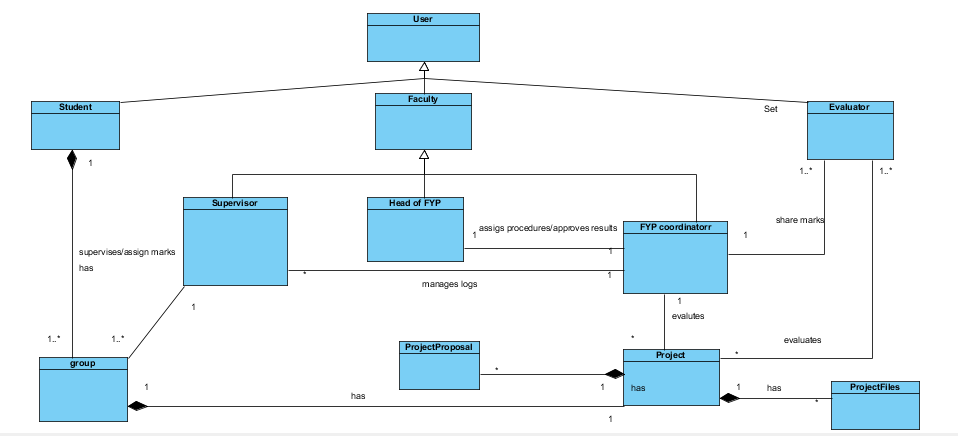 User
Student
Faculty
Set
Evaluator
1
1..*
1..*
Supervisor
Head of FYP
share marks
assigs procedures/approves results
FYP coordinatorr
1
1
1
supervises/assign marks
has
*
1
manages logs
1
1
evalutes
1..*
1..*
*
evaluates
ProjectProposal
Project
*
group
*
1
has
1
has
1
has
ProjectFiles
*
1